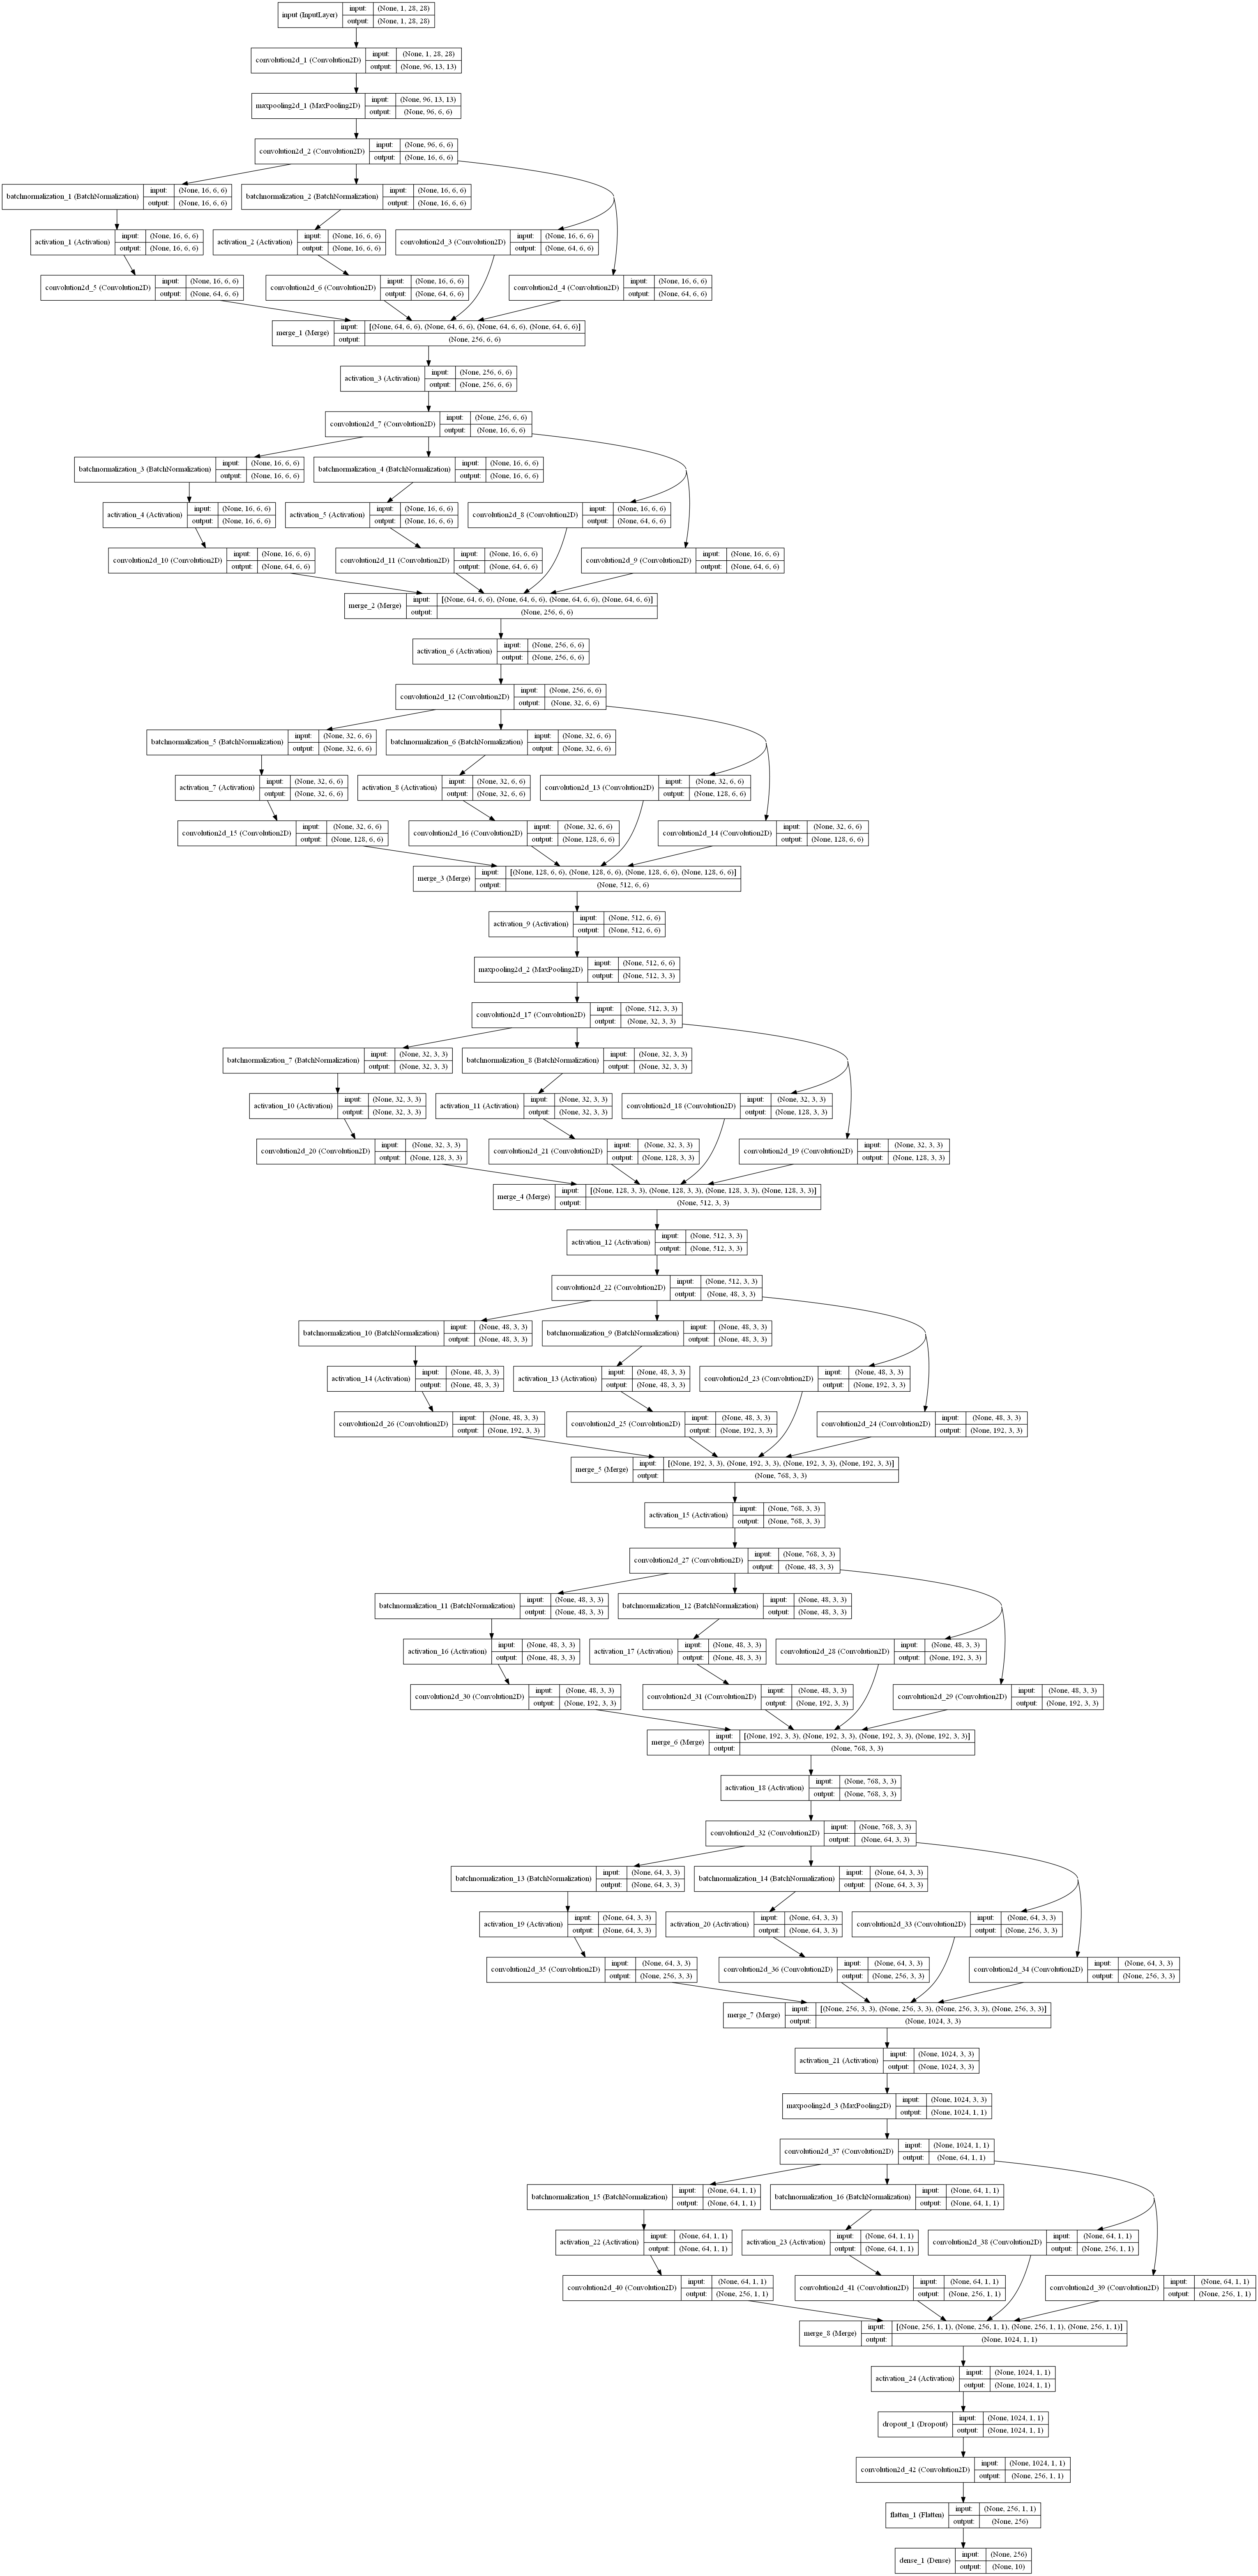 input (InputLayer)
input: (None, 1, 28, 28)
output: (None, 1, 28, 28)
convolution2d_1 (Convolution2D)
input: (None, 1, 28, 28)
output: (None, 96, 13, 13)
maxpooling2d_1 (MaxPooling2D)
input: (None, 96, 13, 13)
output: (None, 96, 6, 6)
convolution2d_2 (Convolution2D)
input: (None, 96, 6, 6)
output: (None, 16, 6, 6)
batchnormalization_1 (BatchNormalization)
input: (None, 16, 6, 6)
output: (None, 16, 6, 6)
batchnormalization_2 (BatchNormalization)
input: (None, 16, 6, 6)
output: (None, 16, 6, 6)
activation_1 (Activation)
input: (None, 16, 6, 6)
output: (None, 16, 6, 6)
activation_2 (Activation)
input: (None, 16, 6, 6)
output: (None, 16, 6, 6)
convolution2d_3 (Convolution2D)
input: (None, 16, 6, 6)
output: (None, 64, 6, 6)
convolution2d_5 (Convolution2D)
input: (None, 16, 6, 6)
output: (None, 64, 6, 6)
convolution2d_6 (Convolution2D)
input: (None, 16, 6, 6)
output: (None, 64, 6, 6)
convolution2d_4 (Convolution2D)
input: (None, 16, 6, 6)
output: (None, 64, 6, 6)
merge_1 (Merge)
input: [(None, 64, 6, 6), (None, 64, 6, 6), (None, 64, 6, 6), (None, 64, 6, 6)]
output: (None, 256, 6, 6)
activation_3 (Activation)
input: (None, 256, 6, 6)
output: (None, 256, 6, 6)
convolution2d_7 (Convolution2D)
input: (None, 256, 6, 6)
output: (None, 16, 6, 6)
batchnormalization_3 (BatchNormalization)
input: (None, 16, 6, 6)
output: (None, 16, 6, 6)
batchnormalization_4 (BatchNormalization)
input: (None, 16, 6, 6)
output: (None, 16, 6, 6)
activation_4 (Activation)
input: (None, 16, 6, 6)
output: (None, 16, 6, 6)
activation_5 (Activation)
input: (None, 16, 6, 6)
output: (None, 16, 6, 6)
convolution2d_8 (Convolution2D)
input: (None, 16, 6, 6)
output: (None, 64, 6, 6)
convolution2d_10 (Convolution2D)
input: (None, 16, 6, 6)
output: (None, 64, 6, 6)
convolution2d_11 (Convolution2D)
input: (None, 16, 6, 6)
output: (None, 64, 6, 6)
convolution2d_9 (Convolution2D)
input: (None, 16, 6, 6)
output: (None, 64, 6, 6)
merge_2 (Merge)
input: [(None, 64, 6, 6), (None, 64, 6, 6), (None, 64, 6, 6), (None, 64, 6, 6)]
output: (None, 256, 6, 6)
activation_6 (Activation)
input: (None, 256, 6, 6)
output: (None, 256, 6, 6)
convolution2d_12 (Convolution2D)
input: (None, 256, 6, 6)
output: (None, 32, 6, 6)
batchnormalization_5 (BatchNormalization)
input: (None, 32, 6, 6)
output: (None, 32, 6, 6)
batchnormalization_6 (BatchNormalization)
input: (None, 32, 6, 6)
output: (None, 32, 6, 6)
activation_7 (Activation)
input: (None, 32, 6, 6)
output: (None, 32, 6, 6)
activation_8 (Activation)
input: (None, 32, 6, 6)
output: (None, 32, 6, 6)
convolution2d_13 (Convolution2D)
input: (None, 32, 6, 6)
output: (None, 128, 6, 6)
convolution2d_15 (Convolution2D)
input: (None, 32, 6, 6)
output: (None, 128, 6, 6)
convolution2d_16 (Convolution2D)
input: (None, 32, 6, 6)
output: (None, 128, 6, 6)
convolution2d_14 (Convolution2D)
input: (None, 32, 6, 6)
output: (None, 128, 6, 6)
merge_3 (Merge)
input: [(None, 128, 6, 6), (None, 128, 6, 6), (None, 128, 6, 6), (None, 128, 6, 6)]
output: (None, 512, 6, 6)
activation_9 (Activation)
input: (None, 512, 6, 6)
output: (None, 512, 6, 6)
maxpooling2d_2 (MaxPooling2D)
input: (None, 512, 6, 6)
output: (None, 512, 3, 3)
convolution2d_17 (Convolution2D)
input: (None, 512, 3, 3)
output: (None, 32, 3, 3)
batchnormalization_7 (BatchNormalization)
input: (None, 32, 3, 3)
output: (None, 32, 3, 3)
batchnormalization_8 (BatchNormalization)
input: (None, 32, 3, 3)
output: (None, 32, 3, 3)
activation_10 (Activation)
input: (None, 32, 3, 3)
output: (None, 32, 3, 3)
activation_11 (Activation)
input: (None, 32, 3, 3)
output: (None, 32, 3, 3)
convolution2d_18 (Convolution2D)
input: (None, 32, 3, 3)
output: (None, 128, 3, 3)
convolution2d_20 (Convolution2D)
input: (None, 32, 3, 3)
output: (None, 128, 3, 3)
convolution2d_21 (Convolution2D)
input: (None, 32, 3, 3)
output: (None, 128, 3, 3)
convolution2d_19 (Convolution2D)
input: (None, 32, 3, 3)
output: (None, 128, 3, 3)
merge_4 (Merge)
input: [(None, 128, 3, 3), (None, 128, 3, 3), (None, 128, 3, 3), (None, 128, 3, 3)]
output: (None, 512, 3, 3)
activation_12 (Activation)
input: (None, 512, 3, 3)
output: (None, 512, 3, 3)
convolution2d_22 (Convolution2D)
input: (None, 512, 3, 3)
output: (None, 48, 3, 3)
batchnormalization_10 (BatchNormalization)
input: (None, 48, 3, 3)
output: (None, 48, 3, 3)
batchnormalization_9 (BatchNormalization)
input: (None, 48, 3, 3)
output: (None, 48, 3, 3)
activation_14 (Activation)
input: (None, 48, 3, 3)
output: (None, 48, 3, 3)
activation_13 (Activation)
input: (None, 48, 3, 3)
output: (None, 48, 3, 3)
convolution2d_23 (Convolution2D)
input: (None, 48, 3, 3)
output: (None, 192, 3, 3)
convolution2d_26 (Convolution2D)
input: (None, 48, 3, 3)
output: (None, 192, 3, 3)
convolution2d_25 (Convolution2D)
input: (None, 48, 3, 3)
output: (None, 192, 3, 3)
convolution2d_24 (Convolution2D)
input: (None, 48, 3, 3)
output: (None, 192, 3, 3)
merge_5 (Merge)
input: [(None, 192, 3, 3), (None, 192, 3, 3), (None, 192, 3, 3), (None, 192, 3, 3)]
output: (None, 768, 3, 3)
activation_15 (Activation)
input: (None, 768, 3, 3)
output: (None, 768, 3, 3)
convolution2d_27 (Convolution2D)
input: (None, 768, 3, 3)
output: (None, 48, 3, 3)
batchnormalization_11 (BatchNormalization)
input: (None, 48, 3, 3)
output: (None, 48, 3, 3)
batchnormalization_12 (BatchNormalization)
input: (None, 48, 3, 3)
output: (None, 48, 3, 3)
activation_16 (Activation)
input: (None, 48, 3, 3)
output: (None, 48, 3, 3)
activation_17 (Activation)
input: (None, 48, 3, 3)
output: (None, 48, 3, 3)
convolution2d_28 (Convolution2D)
input: (None, 48, 3, 3)
output: (None, 192, 3, 3)
convolution2d_30 (Convolution2D)
input: (None, 48, 3, 3)
output: (None, 192, 3, 3)
convolution2d_31 (Convolution2D)
input: (None, 48, 3, 3)
output: (None, 192, 3, 3)
convolution2d_29 (Convolution2D)
input: (None, 48, 3, 3)
output: (None, 192, 3, 3)
merge_6 (Merge)
input: [(None, 192, 3, 3), (None, 192, 3, 3), (None, 192, 3, 3), (None, 192, 3, 3)]
output: (None, 768, 3, 3)
activation_18 (Activation)
input: (None, 768, 3, 3)
output: (None, 768, 3, 3)
convolution2d_32 (Convolution2D)
input: (None, 768, 3, 3)
output: (None, 64, 3, 3)
batchnormalization_13 (BatchNormalization)
input: (None, 64, 3, 3)
output: (None, 64, 3, 3)
batchnormalization_14 (BatchNormalization)
input: (None, 64, 3, 3)
output: (None, 64, 3, 3)
activation_19 (Activation)
input: (None, 64, 3, 3)
output: (None, 64, 3, 3)
activation_20 (Activation)
input: (None, 64, 3, 3)
output: (None, 64, 3, 3)
convolution2d_33 (Convolution2D)
input: (None, 64, 3, 3)
output: (None, 256, 3, 3)
convolution2d_35 (Convolution2D)
input: (None, 64, 3, 3)
output: (None, 256, 3, 3)
convolution2d_36 (Convolution2D)
input: (None, 64, 3, 3)
output: (None, 256, 3, 3)
convolution2d_34 (Convolution2D)
input: (None, 64, 3, 3)
output: (None, 256, 3, 3)
merge_7 (Merge)
input: [(None, 256, 3, 3), (None, 256, 3, 3), (None, 256, 3, 3), (None, 256, 3, 3)]
output: (None, 1024, 3, 3)
activation_21 (Activation)
input: (None, 1024, 3, 3)
output: (None, 1024, 3, 3)
maxpooling2d_3 (MaxPooling2D)
input: (None, 1024, 3, 3)
output: (None, 1024, 1, 1)
convolution2d_37 (Convolution2D)
input: (None, 1024, 1, 1)
output: (None, 64, 1, 1)
batchnormalization_15 (BatchNormalization)
input: (None, 64, 1, 1)
output: (None, 64, 1, 1)
batchnormalization_16 (BatchNormalization)
input: (None, 64, 1, 1)
output: (None, 64, 1, 1)
activation_22 (Activation)
input: (None, 64, 1, 1)
output: (None, 64, 1, 1)
activation_23 (Activation)
input: (None, 64, 1, 1)
output: (None, 64, 1, 1)
convolution2d_38 (Convolution2D)
input: (None, 64, 1, 1)
output: (None, 256, 1, 1)
convolution2d_40 (Convolution2D)
input: (None, 64, 1, 1)
output: (None, 256, 1, 1)
convolution2d_41 (Convolution2D)
input: (None, 64, 1, 1)
output: (None, 256, 1, 1)
convolution2d_39 (Convolution2D)
input: (None, 64, 1, 1)
output: (None, 256, 1, 1)
merge_8 (Merge)
input: [(None, 256, 1, 1), (None, 256, 1, 1), (None, 256, 1, 1), (None, 256, 1, 1)]
output: (None, 1024, 1, 1)
activation_24 (Activation)
input: (None, 1024, 1, 1)
output: (None, 1024, 1, 1)
dropout_1 (Dropout)
input: (None, 1024, 1, 1)
output: (None, 1024, 1, 1)
convolution2d_42 (Convolution2D)
input: (None, 1024, 1, 1)
output: (None, 256, 1, 1)
flatten_1 (Flatten)
input: (None, 256, 1, 1)
output: (None, 256)
dense_1 (Dense)
input: (None, 256)
output: (None, 10)